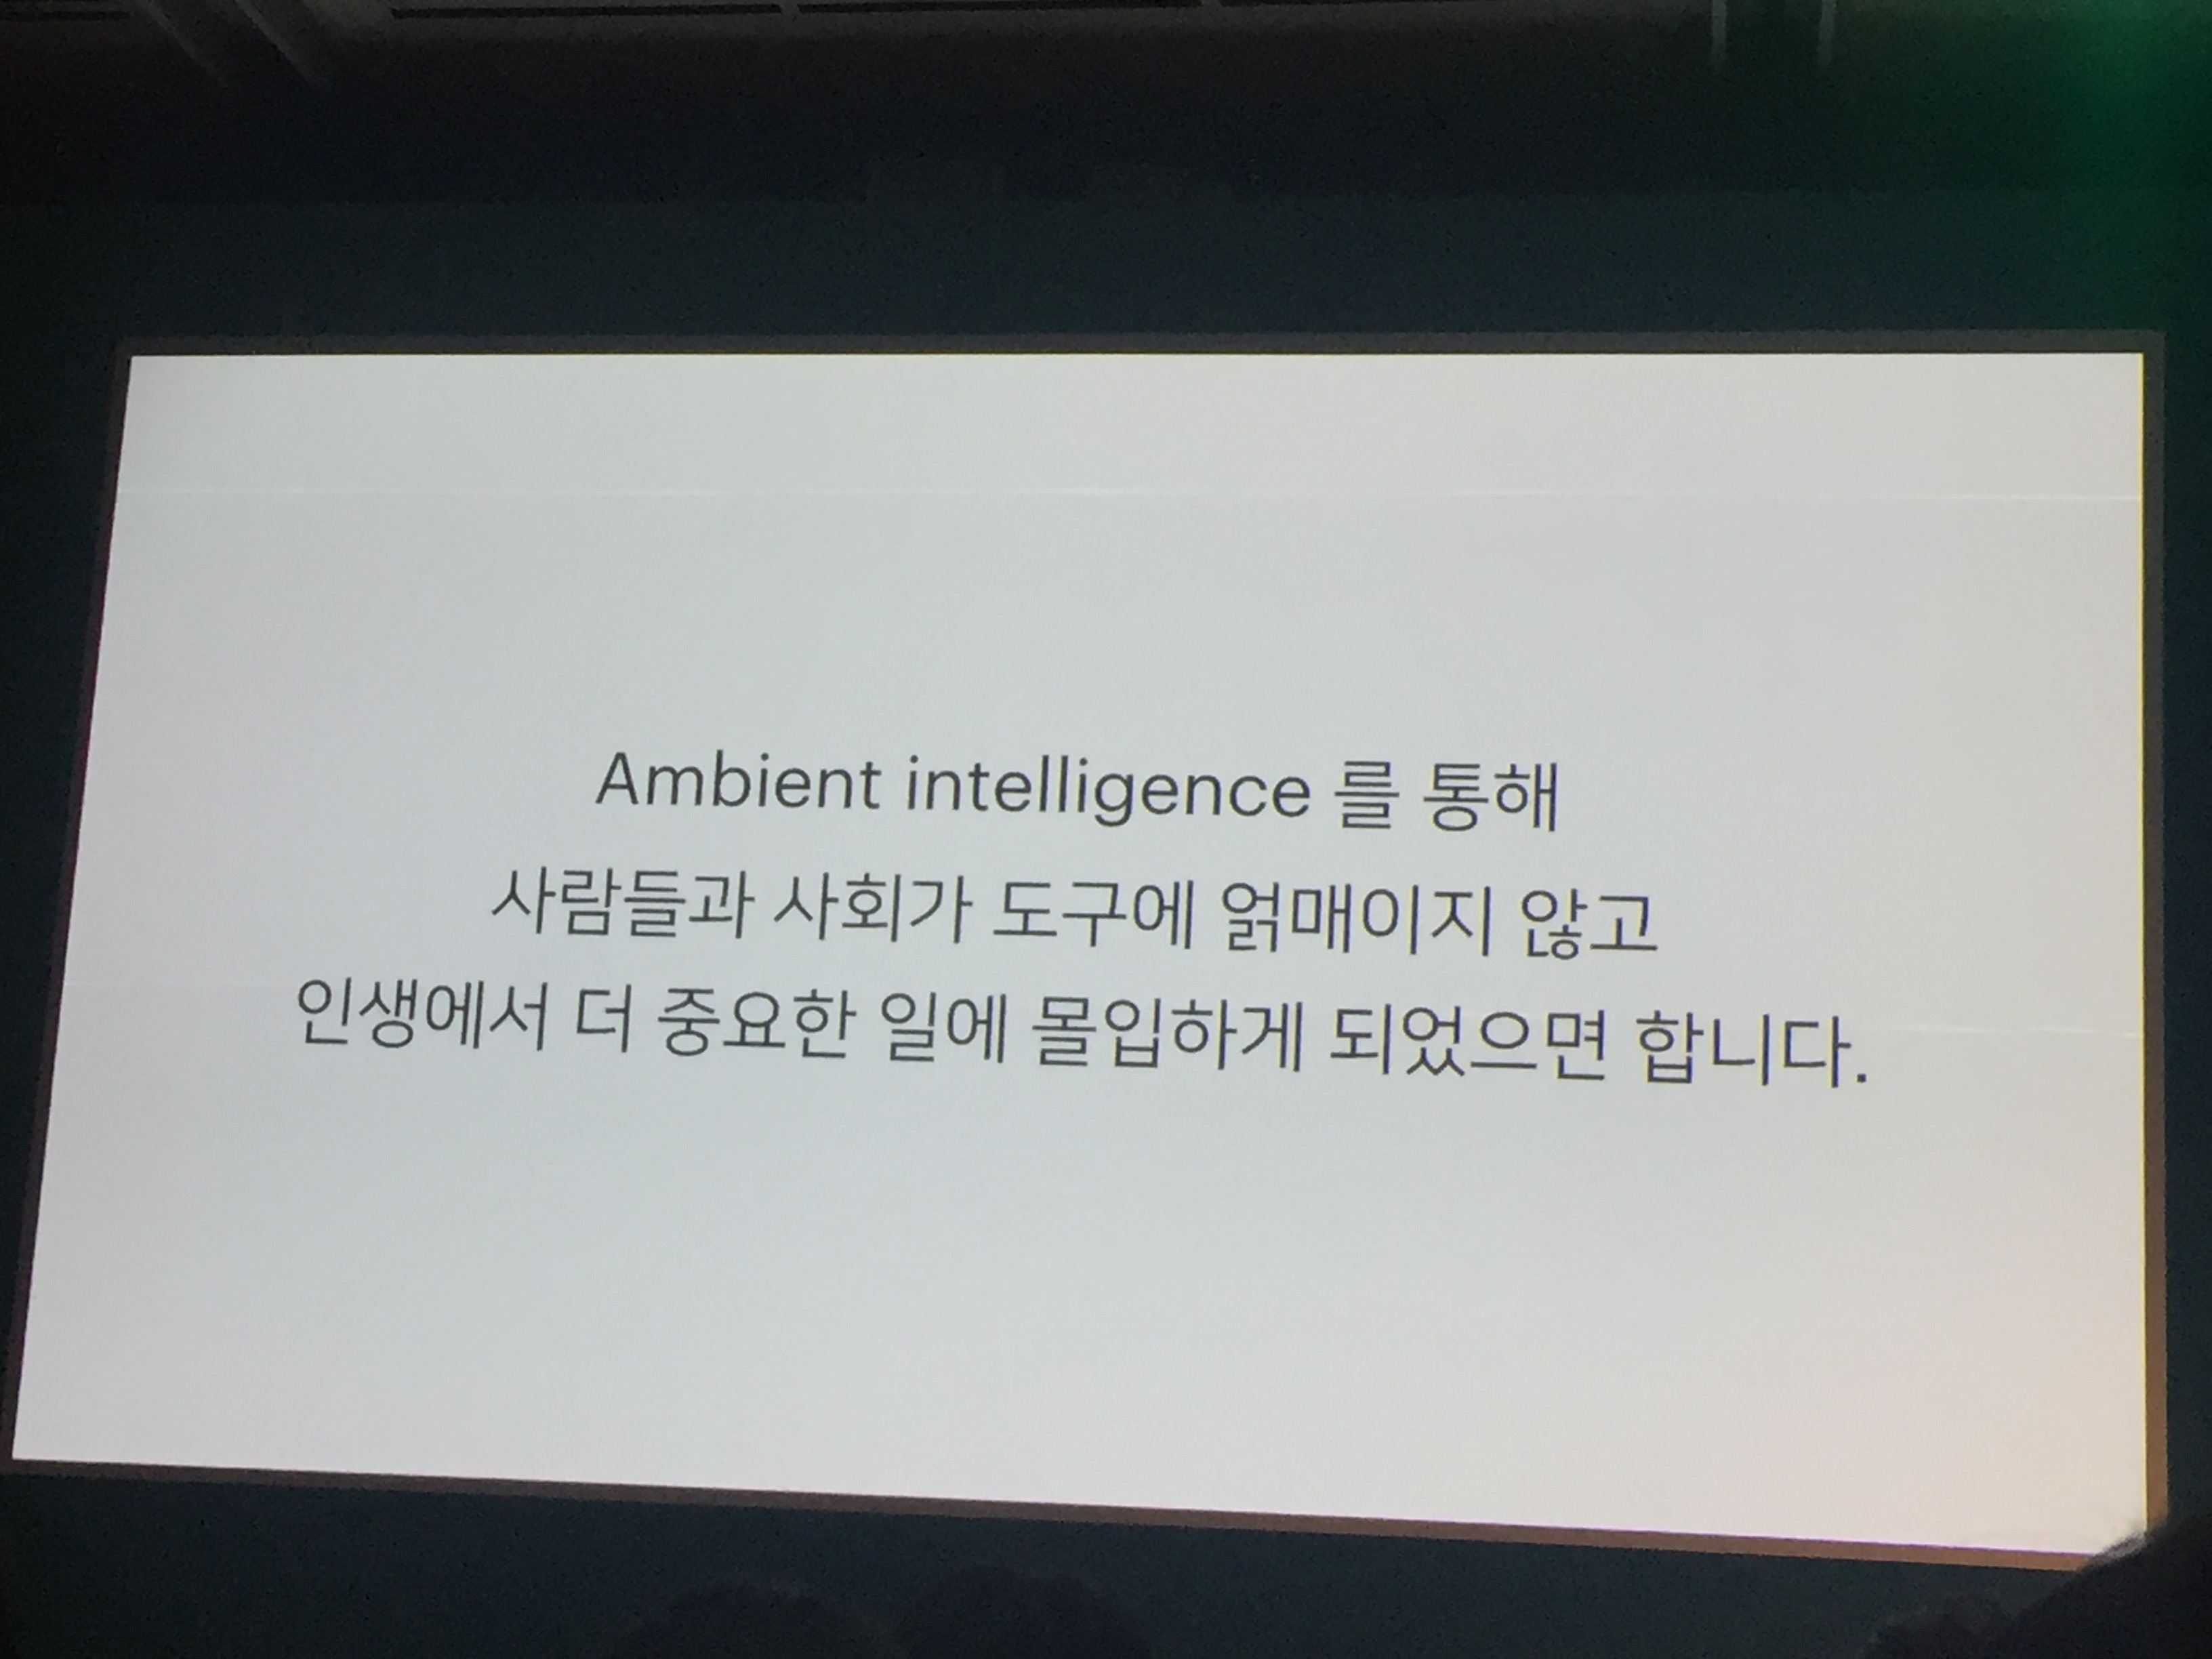 Ambient intelligence 를 통해
사람들과 사회가 도구에 얽매이지 않고
인생에서 더 중요한 일에 몰입하게 되었으면 합니다.